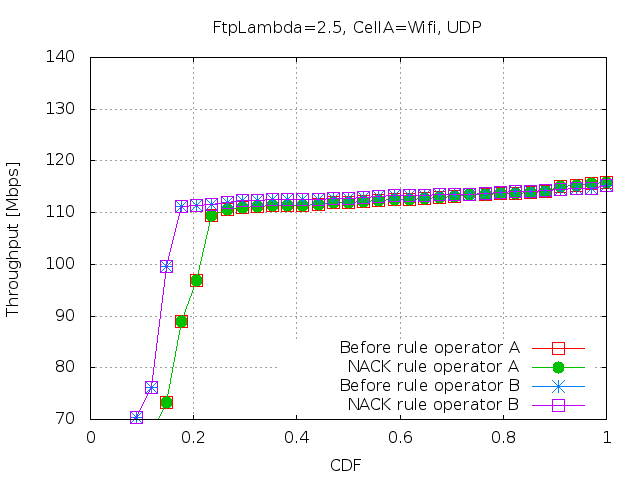 FtpLambda=2.5, CellA=Wifi, UDP
140
130
120
110
100
90
80
70
Throughput [Mbps]
Before rule operator A
NACK rule operator A
Before rule operator B
NACK rule operator B
0 0.2 0.4 0.6 0.8 1
CDF